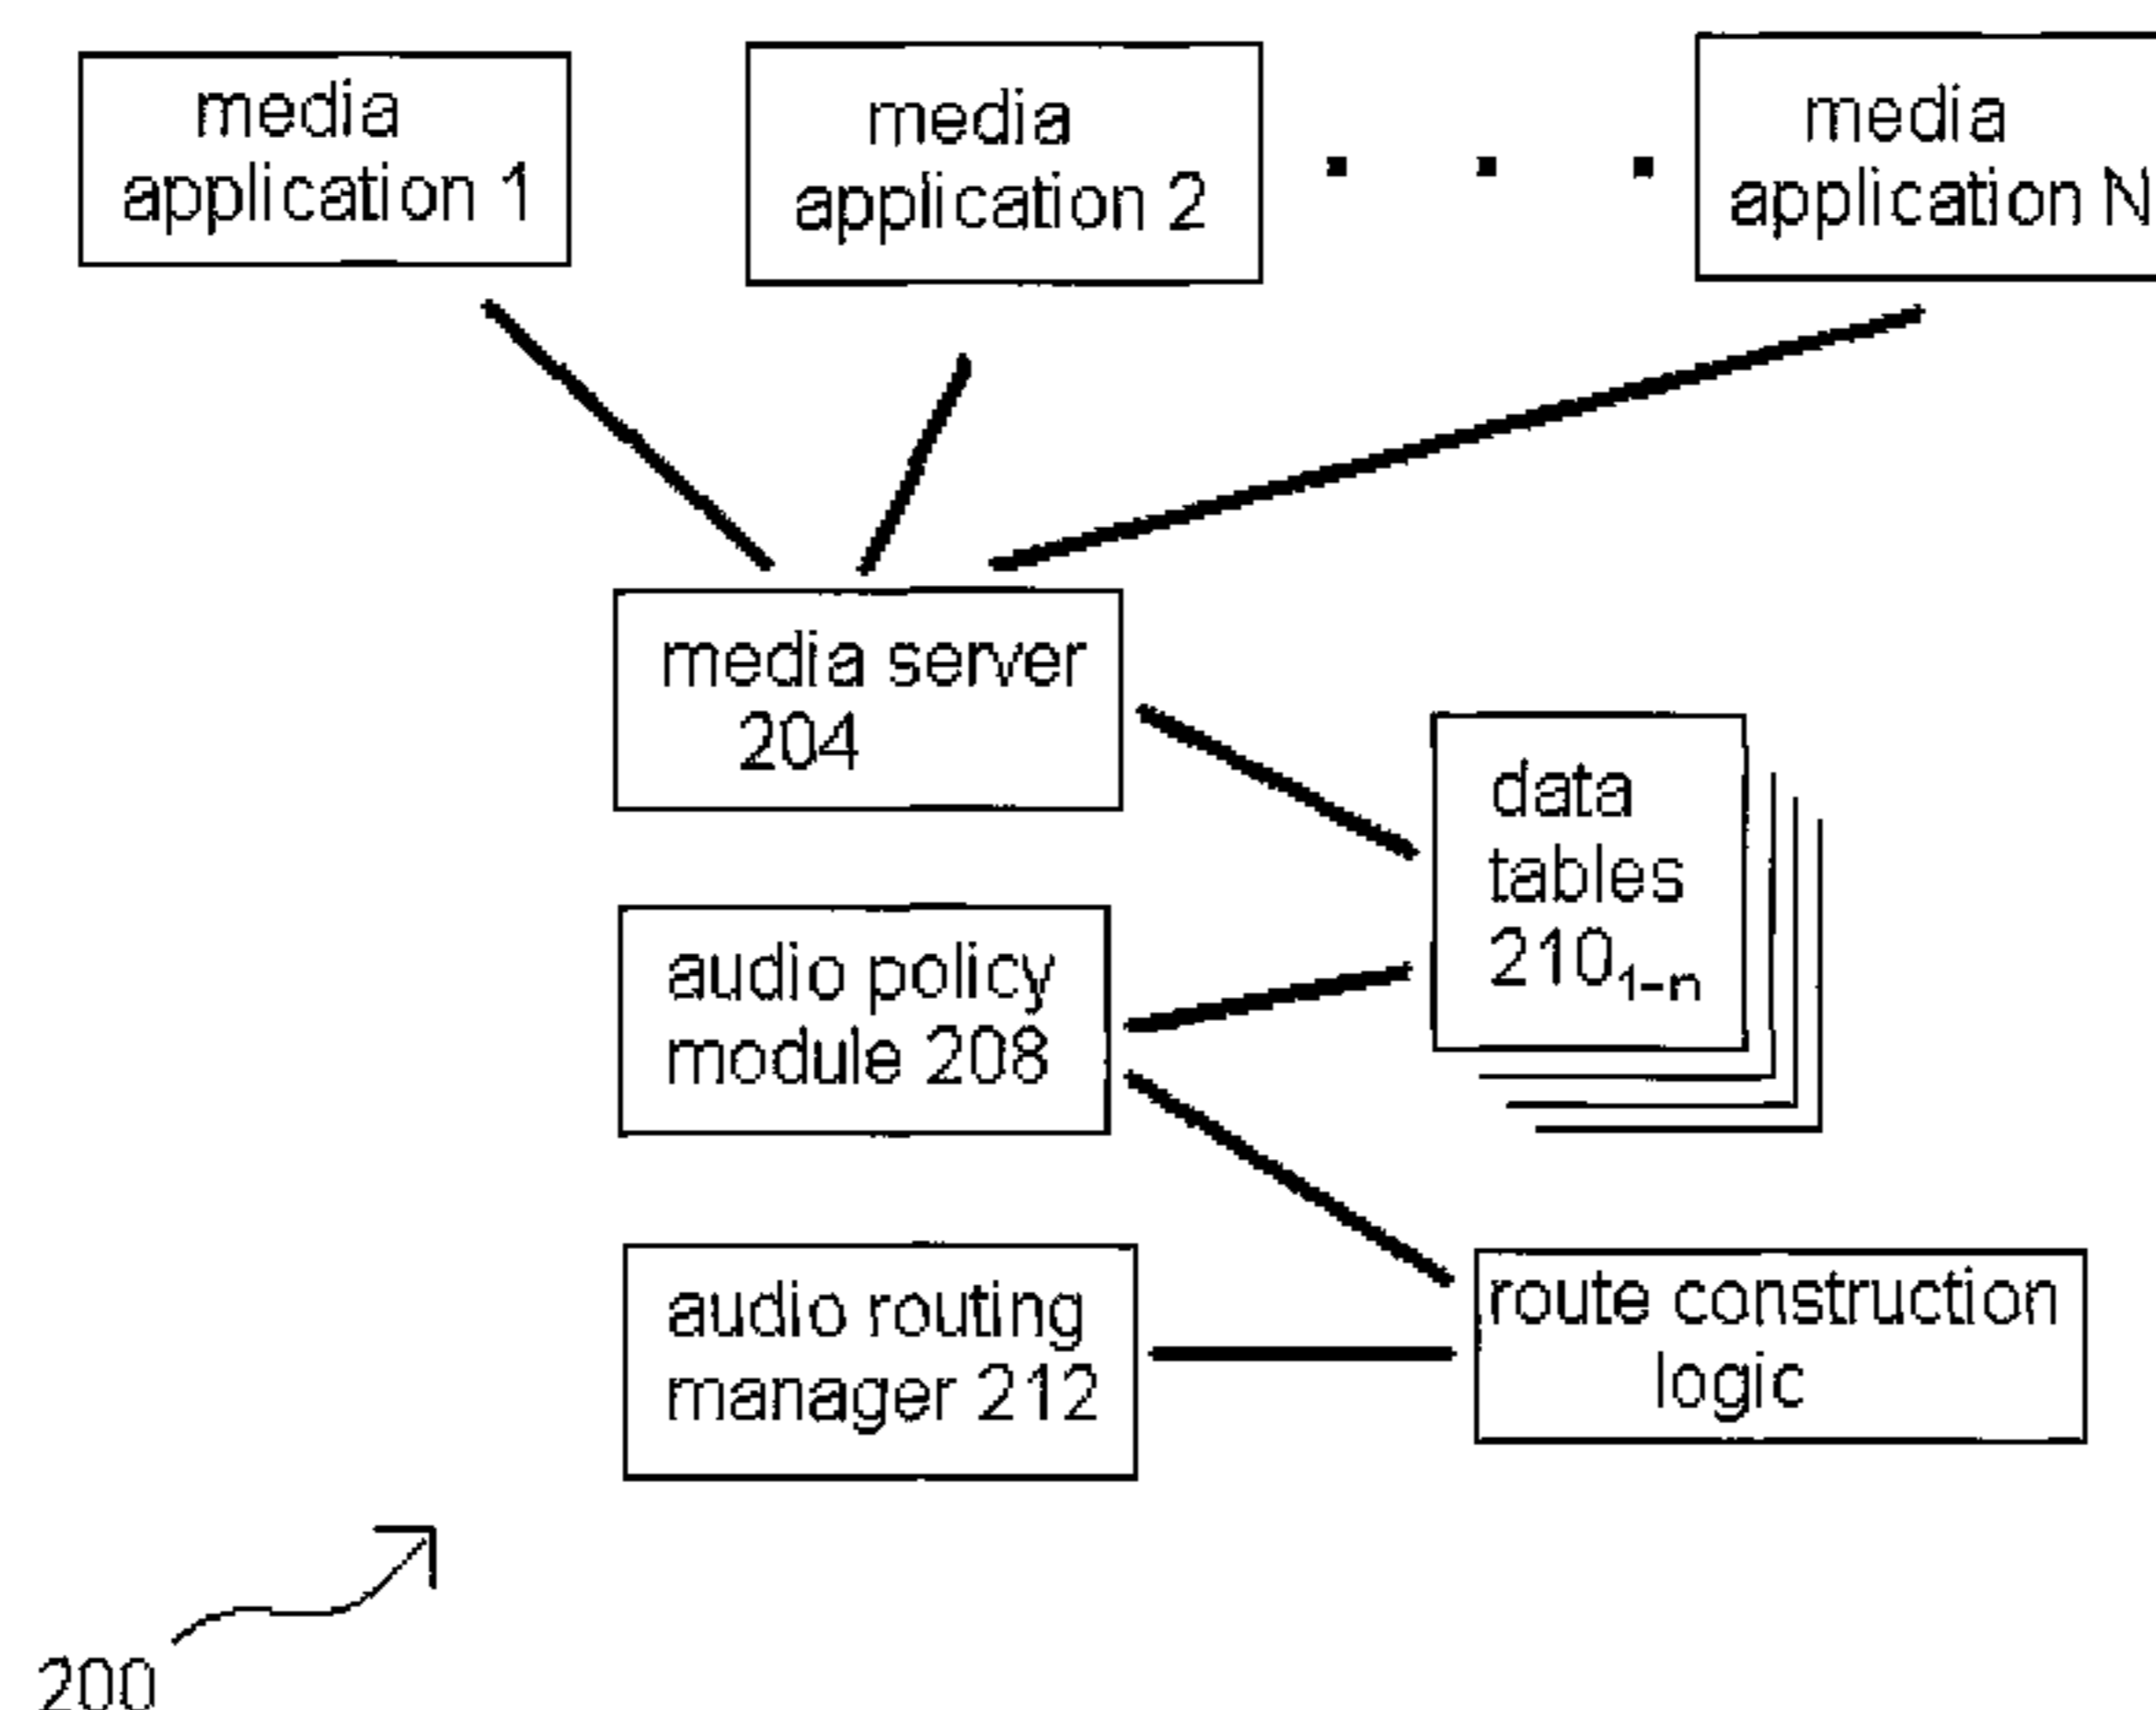 media
application 1
media
application 2
media
application N
media server
204
data
tables
210₁₋ₙ
audio policy
module 208
audio routing
manager 212
route construction
logic
200